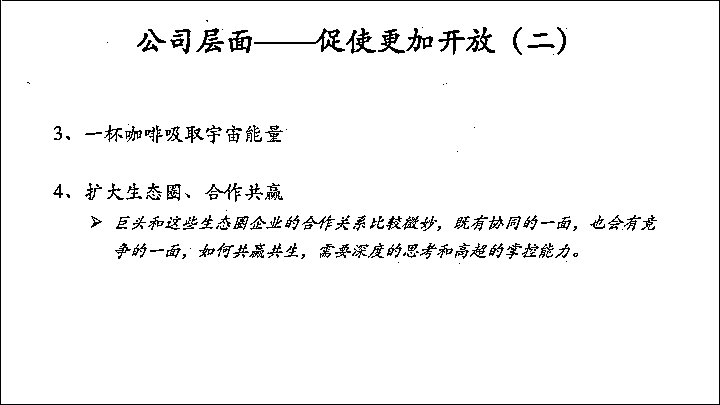 公司层面——促使更加开放（二）
3、一杯咖啡吸取宇宙能量
4、扩大生态圈、合作共赢
➢ 巨头和这些生态圈企业的合作关系比较微妙，既有协同的一面，也会有竞
争的一面，如何共赢共生，需要深度的思考和高超的掌控能力。